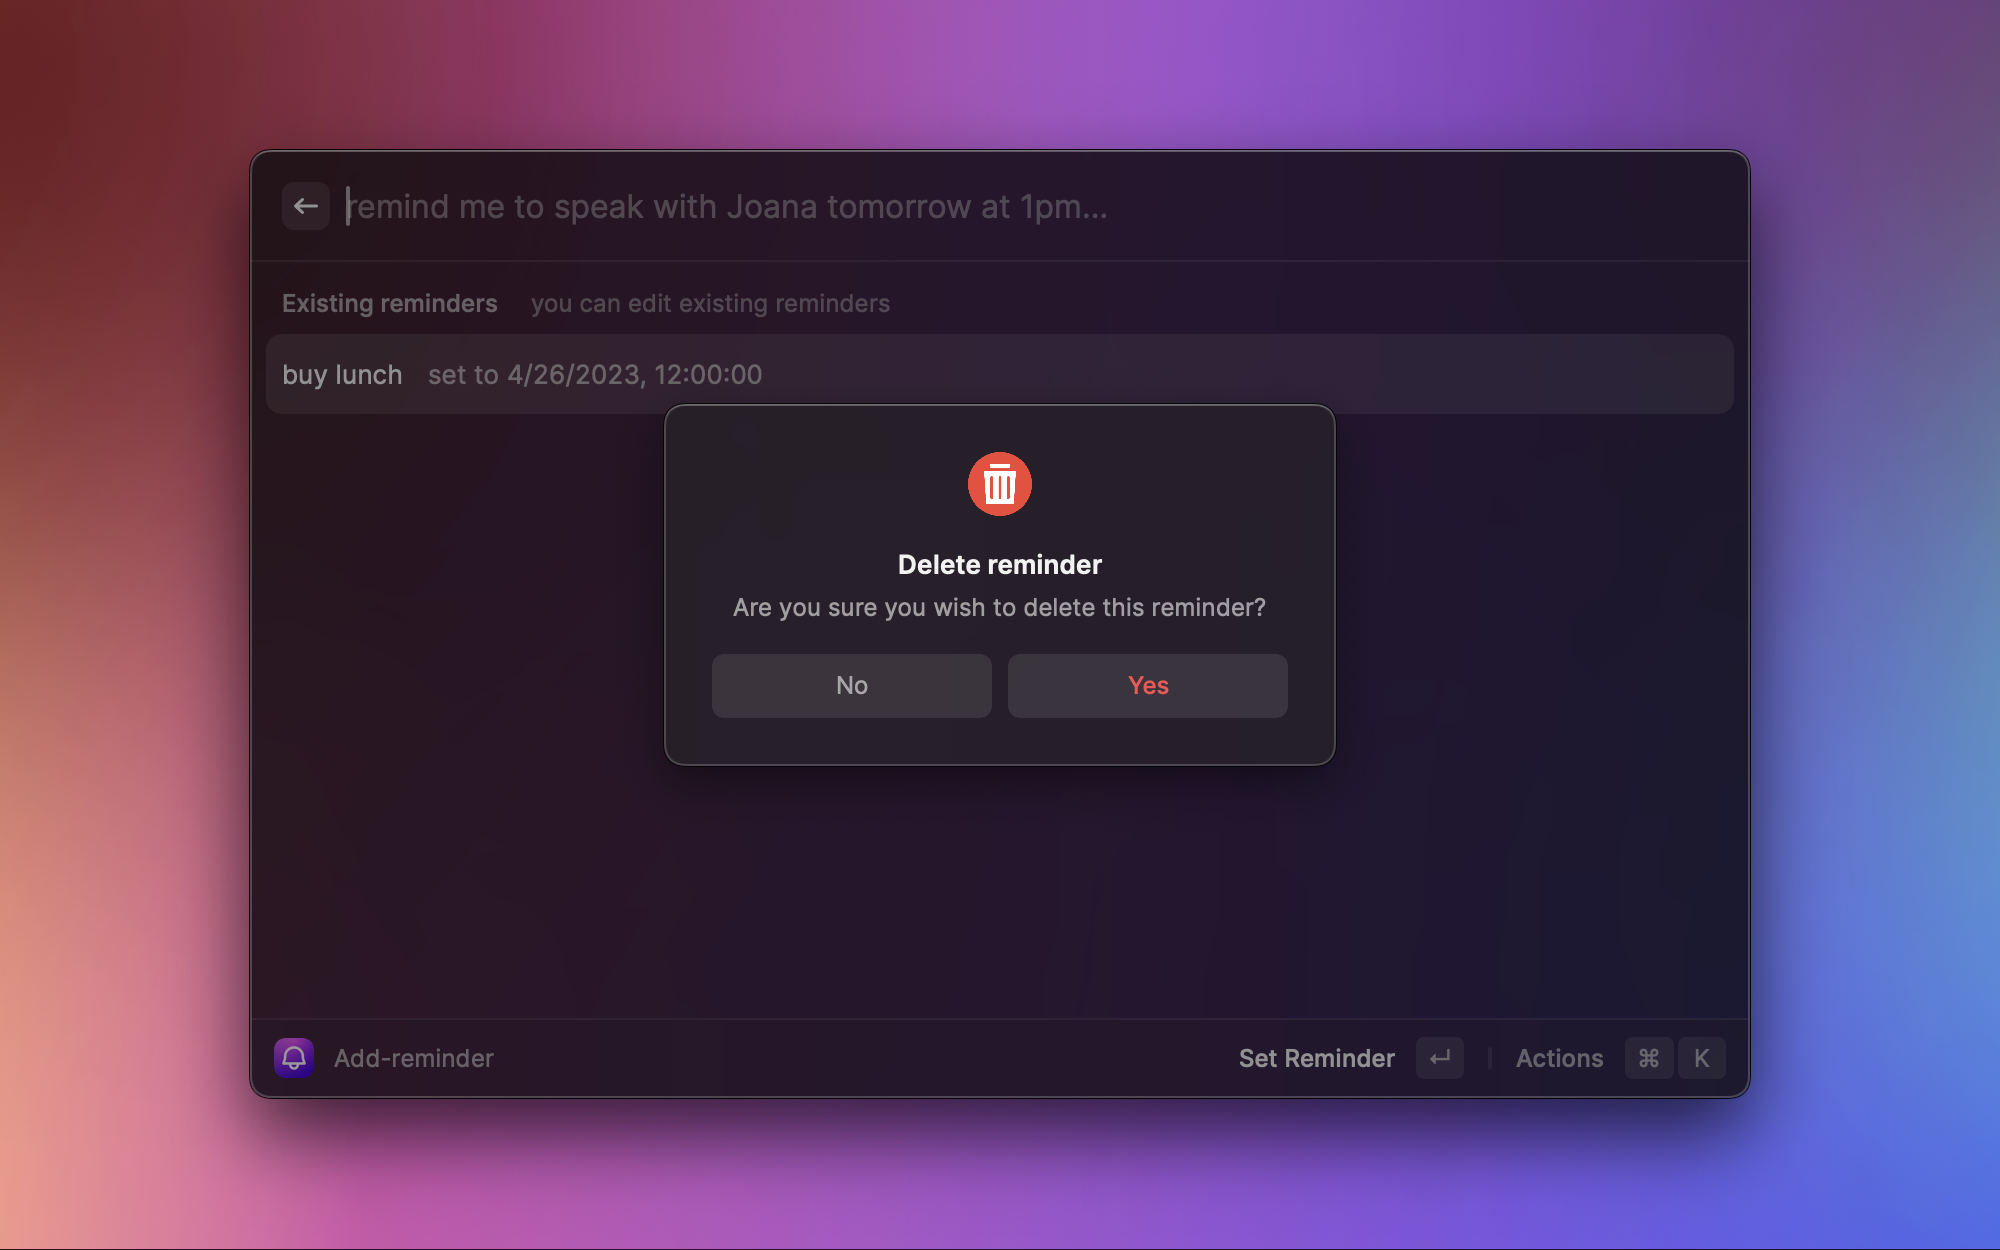 remind me to speak with Joana tomorrow at 1pm...
Existing reminders you can edit existing reminders
buy lunch set to 4/26/2023, 12:00:00
Delete reminder
Are you sure you wish to delete this reminder?
No Yes
Add-reminder Set Reminder ↵ Actions ⌘ K